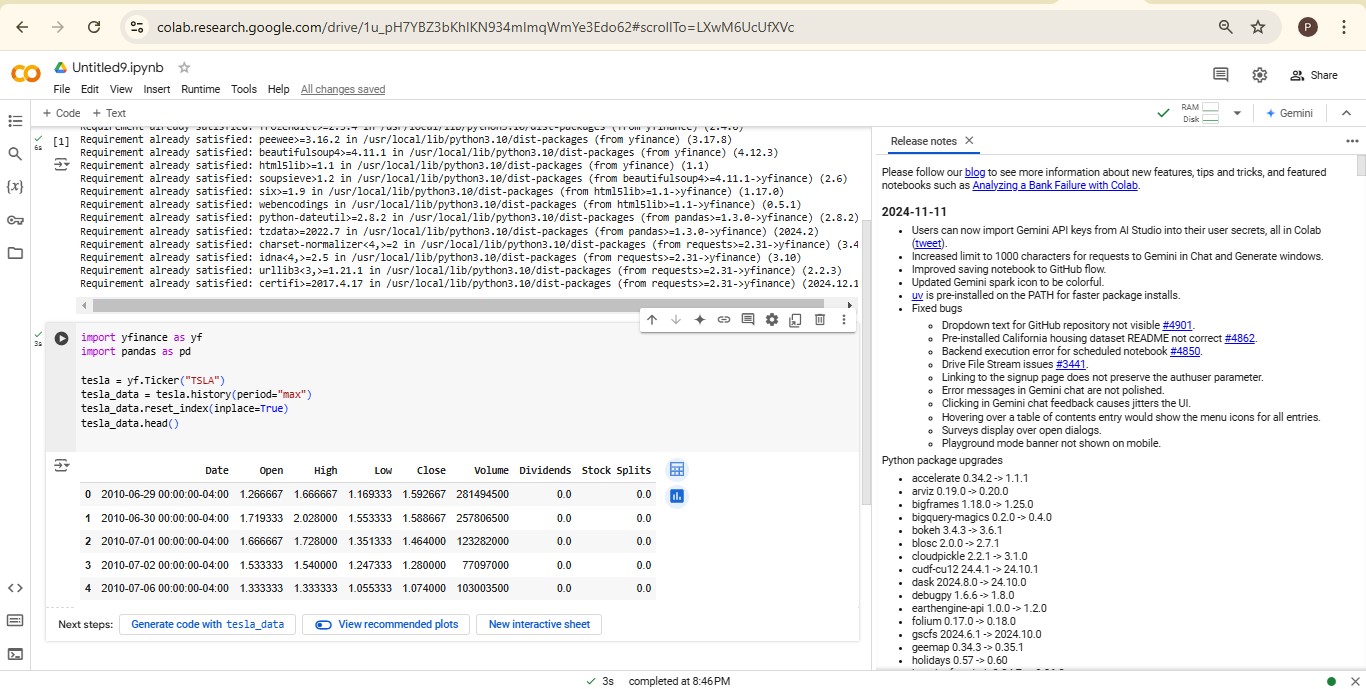 colab.research.google.com/drive/1u_pH7YBZ3bKhIKN934mImqWmYe3Edo62#scrollTo=LXwM6UcUfXVc
P
Untitled9.ipynb
File Edit View Insert Runtime Tools Help All changes saved
Share
+ Code + Text
RAM
Disk
Gemini
[1]
6s
Requirement already satisfied: frozendict>=2.3.4 in /usr/local/lib/python3.10/dist-packages (from yfinance) (2.4.6)
Requirement already satisfied: peewee>=3.16.2 in /usr/local/lib/python3.10/dist-packages (from yfinance) (3.17.8)
Requirement already satisfied: beautifulsoup4>=4.11.1 in /usr/local/lib/python3.10/dist-packages (from yfinance) (4.12.3)
Requirement already satisfied: html5lib>=1.1 in /usr/local/lib/python3.10/dist-packages (from yfinance) (1.1)
Requirement already satisfied: soupsieve>1.2 in /usr/local/lib/python3.10/dist-packages (from beautifulsoup4>=4.11.1->yfinance) (2.6)
Requirement already satisfied: six>=1.9 in /usr/local/lib/python3.10/dist-packages (from html5lib>=1.1->yfinance) (1.17.0)
Requirement already satisfied: webencodings in /usr/local/lib/python3.10/dist-packages (from html5lib>=1.1->yfinance) (0.5.1)
Requirement already satisfied: python-dateutil>=2.8.2 in /usr/local/lib/python3.10/dist-packages (from pandas>=1.3.0->yfinance) (2.8.2)
Requirement already satisfied: tzdata>=2022.7 in /usr/local/lib/python3.10/dist-packages (from pandas>=1.3.0->yfinance) (2024.2)
Requirement already satisfied: charset-normalizer<4,>=2 in /usr/local/lib/python3.10/dist-packages (from requests>=2.31->yfinance) (3.4
Requirement already satisfied: idna<4,>=2.5 in /usr/local/lib/python3.10/dist-packages (from requests>=2.31->yfinance) (3.10)
Requirement already satisfied: urllib3<3,>=1.21.1 in /usr/local/lib/python3.10/dist-packages (from requests>=2.31->yfinance) (2.2.3)
Requirement already satisfied: certifi>=2017.4.17 in /usr/local/lib/python3.10/dist-packages (from requests>=2.31->yfinance) (2024.12.1
3s
import yfinance as yf
import pandas as pd
tesla = yf.Ticker("TSLA")
tesla_data = tesla.history(period="max")
tesla_data.reset_index(inplace=True)
tesla_data.head()
Date Open High Low Close Volume Dividends Stock Splits
0 2010-06-29 00:00:00-04:00 1.266667 1.666667 1.169333 1.592667 281494500 0.0 0.0
1 2010-06-30 00:00:00-04:00 1.719333 2.028000 1.553333 1.588667 257806500 0.0 0.0
2 2010-07-01 00:00:00-04:00 1.666667 1.728000 1.351333 1.464000 123282000 0.0 0.0
3 2010-07-02 00:00:00-04:00 1.533333 1.540000 1.247333 1.280000 77097000 0.0 0.0
4 2010-07-06 00:00:00-04:00 1.333333 1.333333 1.055333 1.074000 103003500 0.0 0.0
Next steps: Generate code with tesla_data View recommended plots New interactive sheet
Release notes
Please follow our blog to see more information about new features, tips and tricks, and featured
notebooks such as Analyzing a Bank Failure with Colab.
2024-11-11
Users can now import Gemini API keys from AI Studio into their user secrets, all in Colab
(tweet).
Increased limit to 1000 characters for requests to Gemini in Chat and Generate windows.
Improved saving notebook to GitHub flow.
Updated Gemini spark icon to be colorful.
uv is pre-installed on the PATH for faster package installs.
Fixed bugs
Dropdown text for GitHub repository not visible #4901.
Pre-installed California housing dataset README not correct #4862.
Backend execution error for scheduled notebook #4850.
Drive File Stream issues #3441.
Linking to the signup page does not preserve the authuser parameter.
Error messages in Gemini chat are not polished.
Clicking in Gemini chat feedback causes jitters the UI.
Hovering over a table of contents entry would show the menu icons for all entries.
Surveys display over open dialogs.
Playground mode banner not shown on mobile.
Python package upgrades
accelerate 0.34.2 -> 1.1.1
arviz 0.19.0 -> 0.20.0
bigframes 1.18.0 -> 1.25.0
bigquery-magics 0.2.0 -> 0.4.0
bokeh 3.4.3 -> 3.6.1
blosc 2.0.0 -> 2.7.1
cloudpickle 2.2.1 -> 3.1.0
cudf-cu12 24.4.1 -> 24.10.1
dask 2024.8.0 -> 24.10.0
debugpy 1.6.6 -> 1.8.0
earthengine-api 1.0.0 -> 1.2.0
folium 0.17.0 -> 0.18.0
gscfs 2024.6.1 -> 2024.10.0
geemap 0.34.3 -> 0.35.1
holidays 0.57 -> 0.60
3s completed at 8:46 PM